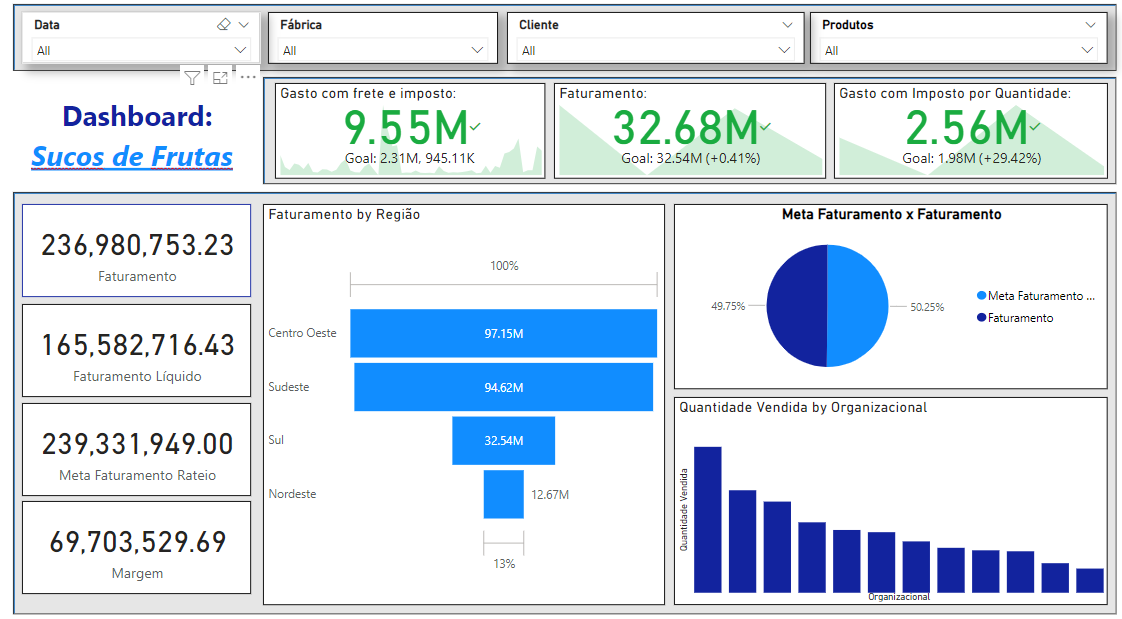 Data
All
Fábrica
All
Cliente
All
Produtos
All
Dashboard:
Sucos de Frutas
Gasto com frete e imposto:
9.55M
Goal: 2.31M, 945.11K
Faturamento:
32.68M
Goal: 32.54M (+0.41%)
Gasto com Imposto por Quantidade:
2.56M
Goal: 1.98M (+29.42%)
236,980,753.23
Faturamento
165,582,716.43
Faturamento Líquido
239,331,949.00
Meta Faturamento Rateio
69,703,529.69
Margem
Faturamento by Região
100%
Centro Oeste
97.15M
Sudeste
94.62M
Sul
32.54M
Nordeste
12.67M
13%
Meta Faturamento x Faturamento
49.75%
50.25%
Meta Faturamento ...
Faturamento
Quantidade Vendida by Organizacional
Quantidade Vendida
Organizacional